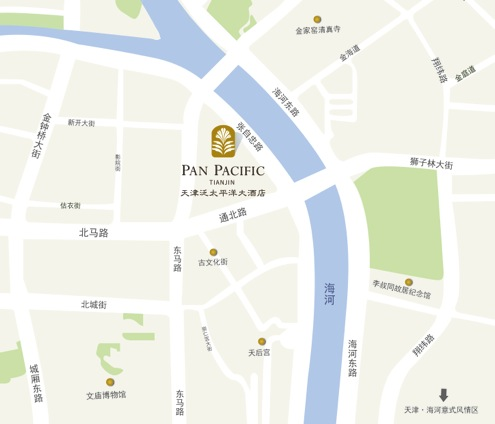 金家窑清真寺
金海道
翔纬路
金庭道
海河东路
金钟桥大街
新开大街
张自忠路
狮子林大街
PAN PACIFIC
TIANJIN
天津泛太平洋大酒店
估衣街
通北路
北马路
东马路
古文化街
海河
李叔同故居纪念馆
北城街
天后宫
海河东路
翔纬路
城厢东路
文庙博物馆
东马路
天津·海河意式风情区